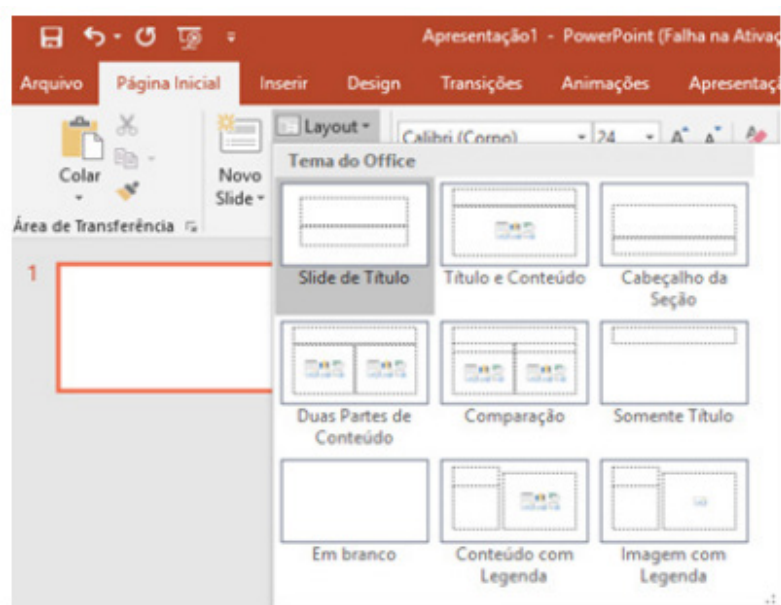 Apresentação1 - PowerPoint (Falha na Ativaç
Arquivo Página Inicial Inserir Design Transições Animações Apresentaçã
Layout
Calibri (Corpo) 24
Colar
Novo
Slide
Área de Transferência
Tema do Office
Slide de Título
Título e Conteúdo
Cabeçalho da
Seção
Duas Partes de
Conteúdo
Comparação
Somente Título
Em branco
Conteúdo com
Legenda
Imagem com
Legenda
1